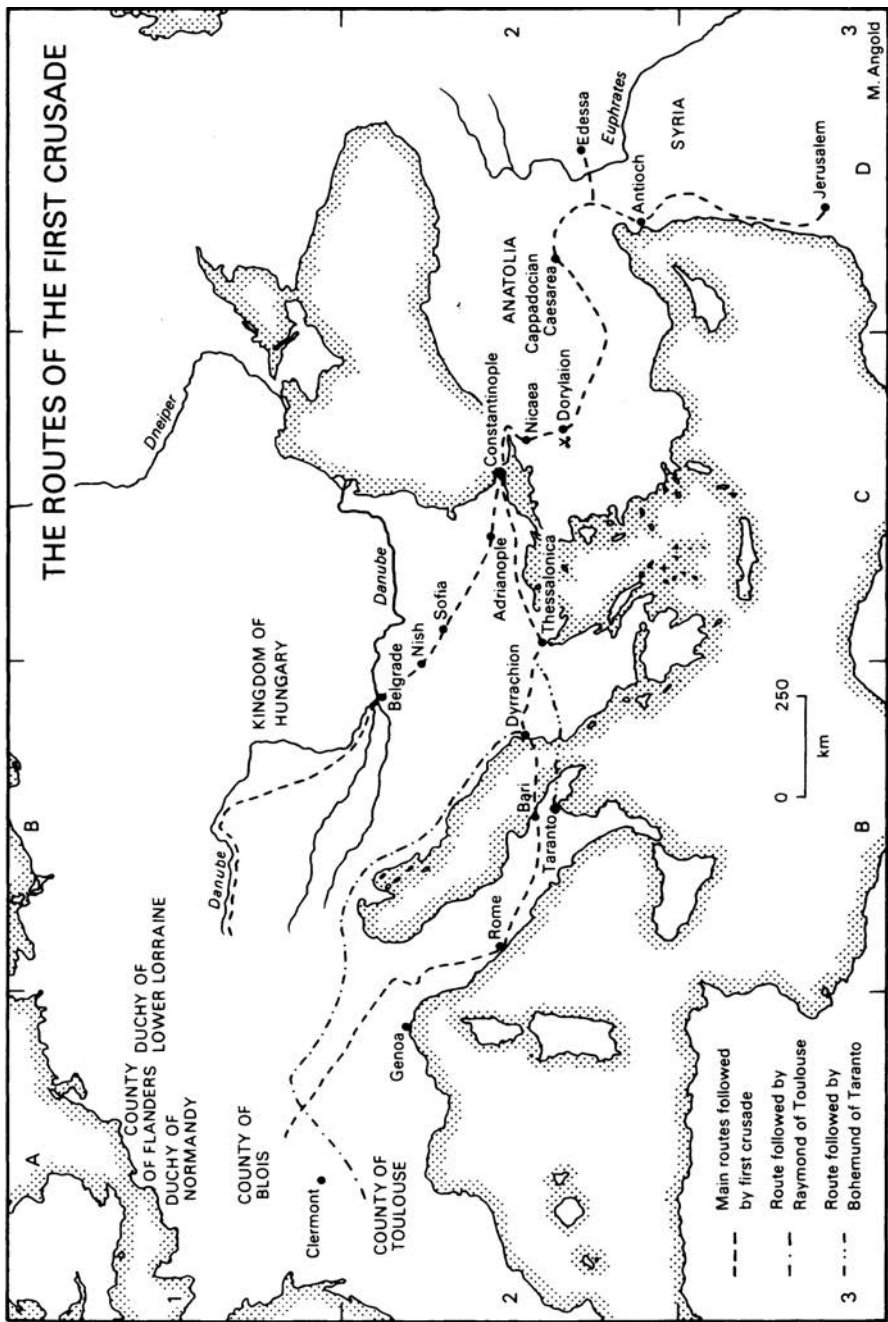 THE ROUTES OF THE FIRST CRUSADE
A
B
1
COUNTY
OF FLANDERS
DUCHY OF
LOWER LORRAINE
DUCHY OF
NORMANDY
COUNTY OF
BLOIS
Clermont
COUNTY OF
TOULOUSE
Genoa
Rome
Danube
KINGDOM OF
HUNGARY
Belgrade
Nish
Sofia
Danube
Dneiper
Adrianople
Constantinople
Bari
Taranto
Dyrrachion
Thessalonica
Nicaea
Dorylaion
ANATOLIA
Cappadocian
Caesarea
Edessa
Euphrates
SYRIA
Antioch
Jerusalem
2
2
3
3
B
C
D
Main routes followed
by first crusade
Route followed by
Raymond of Toulouse
Route followed by
Bohemund of Taranto
0
250
km
M. Angold